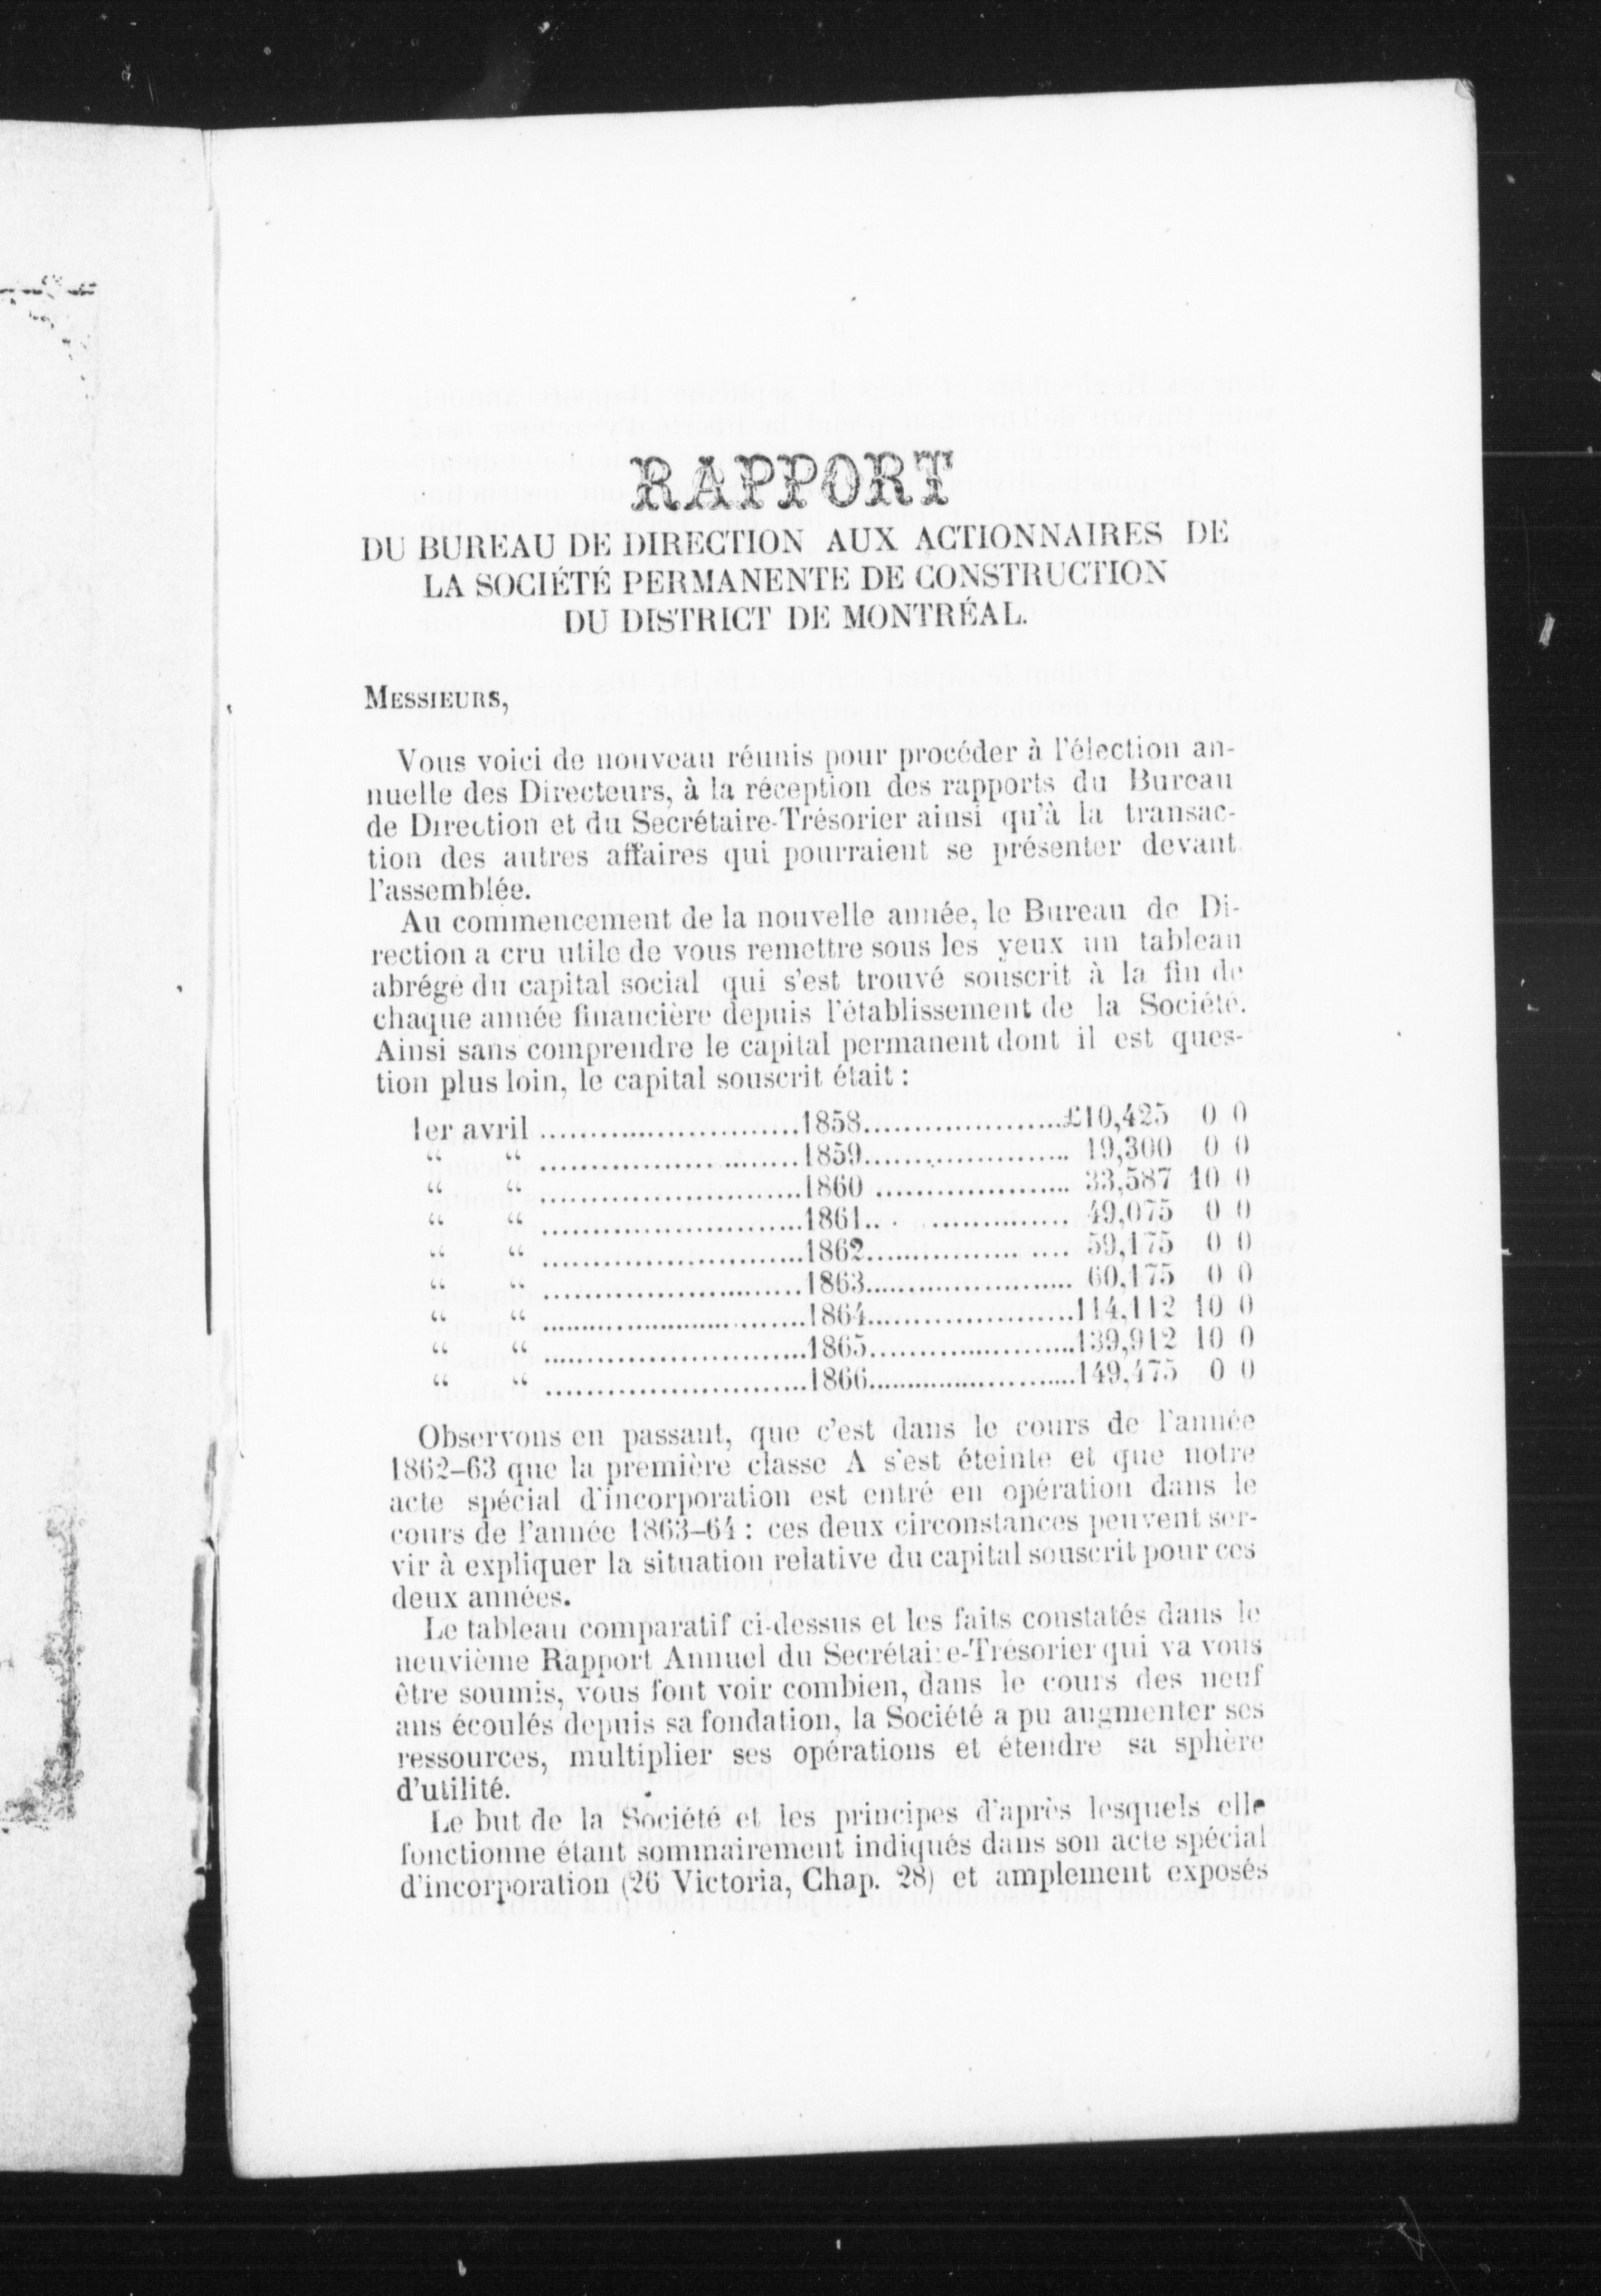 RAPPORT
DU BUREAU DE DIRECTION AUX ACTIONNAIRES DE
LA SOCIÉTÉ PERMANENTE DE CONSTRUCTION
DU DISTRICT DE MONTRÉAL.
MESSIEURS,
Vous voici de nouveau réunis pour procéder à l'élection an-
nuelle des Directeurs, à la réception des rapports du Bureau
de Direction et du Secrétaire-Trésorier ainsi qu'à la transac-
tion des autres affaires qui pourraient se présenter devant
l'assemblée.
Au commencement de la nouvelle année, le Bureau de Di-
rection a cru utile de vous remettre sous les yeux un tableau
abrégé du capital social qui s'est trouvé souscrit à la fin de
chaque année financière depuis l'établissement de la Société.
Ainsi sans comprendre le capital permanent dont il est ques-
tion plus loin, le capital souscrit était :
1er avril ...........................1858.....................£10,425 0 0
" " ...........................1859..................... 19,300 0 0
" " ...........................1860 .................... 33,587 10 0
" " ...........................1861.. . .............. 49,075 0 0
" " ...........................1862................ .... 59,175 0 0
" " ...........................1863...................... 60,175 0 0
" " ...........................1864......................114,112 10 0
" " ...........................1865......................139,912 10 0
" " ...........................1866......................149,475 0 0
Observons en passant, que c'est dans le cours de l'année
1862–63 que la première classe A s'est éteinte et que notre
acte spécial d'incorporation est entré en opération dans le
cours de l'année 1863–64 : ces deux circonstances peuvent ser-
vir à expliquer la situation relative du capital souscrit pour ces
deux années.
Le tableau comparatif ci-dessus et les faits constatés dans le
neuvième Rapport Annuel du Secrétaire-Trésorier qui va vous
être soumis, vous font voir combien, dans le cours des neuf
ans écoulés depuis sa fondation, la Société a pu augmenter ses
ressources, multiplier ses opérations et étendre sa sphère
d'utilité.
Le but de la Société et les principes d'après lesquels elle
fonctionne étant sommairement indiqués dans son acte spécial
d'incorporation (26 Victoria, Chap. 28) et amplement exposés